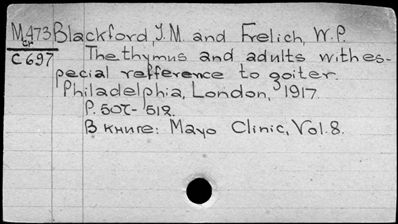 M473 Blackford, J.M. and Frelich, W.P.
C697 The thymus and adults with es-
pecial refference to goiter.
Philadelphia, London, 1917.
P. 507-512.
В книге: Mayo Clinic, Vol. 8.